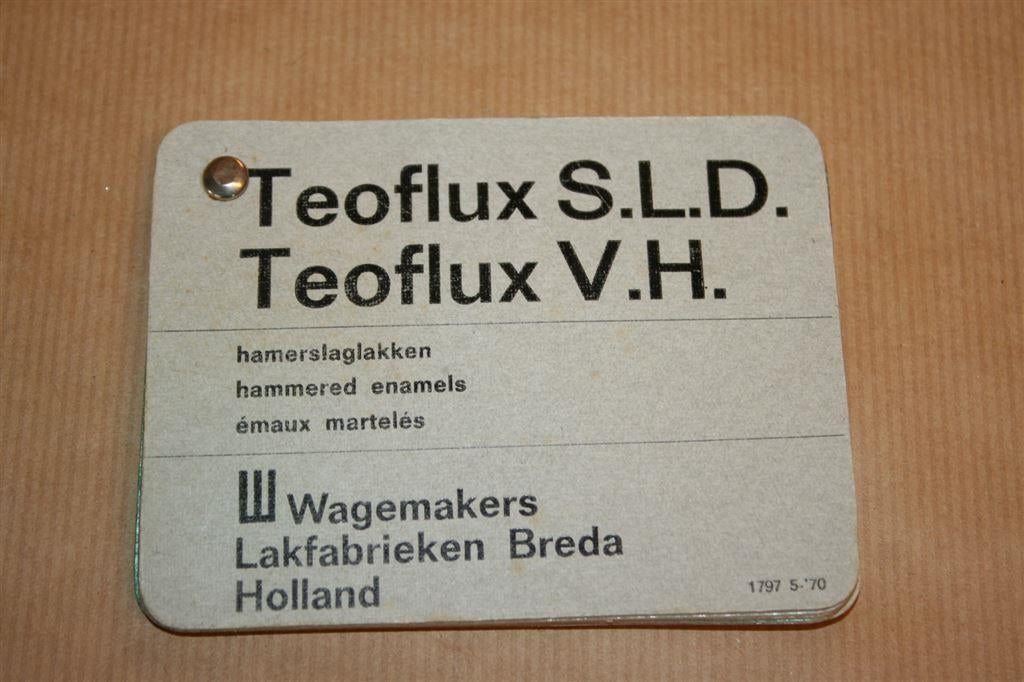 Teoflux S.L.D.
Teoflux V.H.
hamerslaglakken
hammered enamels
émaux martelés
Wagemakers
Lakfabrieken Breda
Holland
1797 5-'70